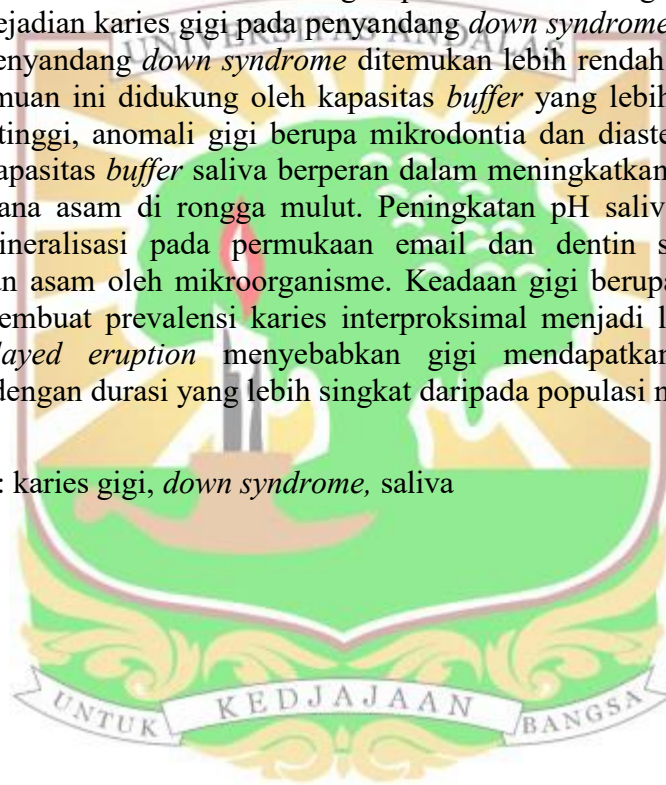 ejadian karies gigi pada penyandang down syndrome
UNIVERSITAS ANDALAS
enyandang down syndrome ditemukan lebih rendah
muan ini didukung oleh kapasitas buffer yang lebih
tinggi, anomali gigi berupa mikrodontia dan diaste
apasitas buffer saliva berperan dalam meningkatkan
ana asam di rongga mulut. Peningkatan pH saliv
ineralisasi pada permukaan email dan dentin s
n asam oleh mikroorganisme. Keadaan gigi berupa
embuat prevalensi karies interproksimal menjadi l
layed eruption menyebabkan gigi mendapatkan
dengan durasi yang lebih singkat daripada populasi n
: karies gigi, down syndrome, saliva
UNTUK KEDJAJAAN BANGSA